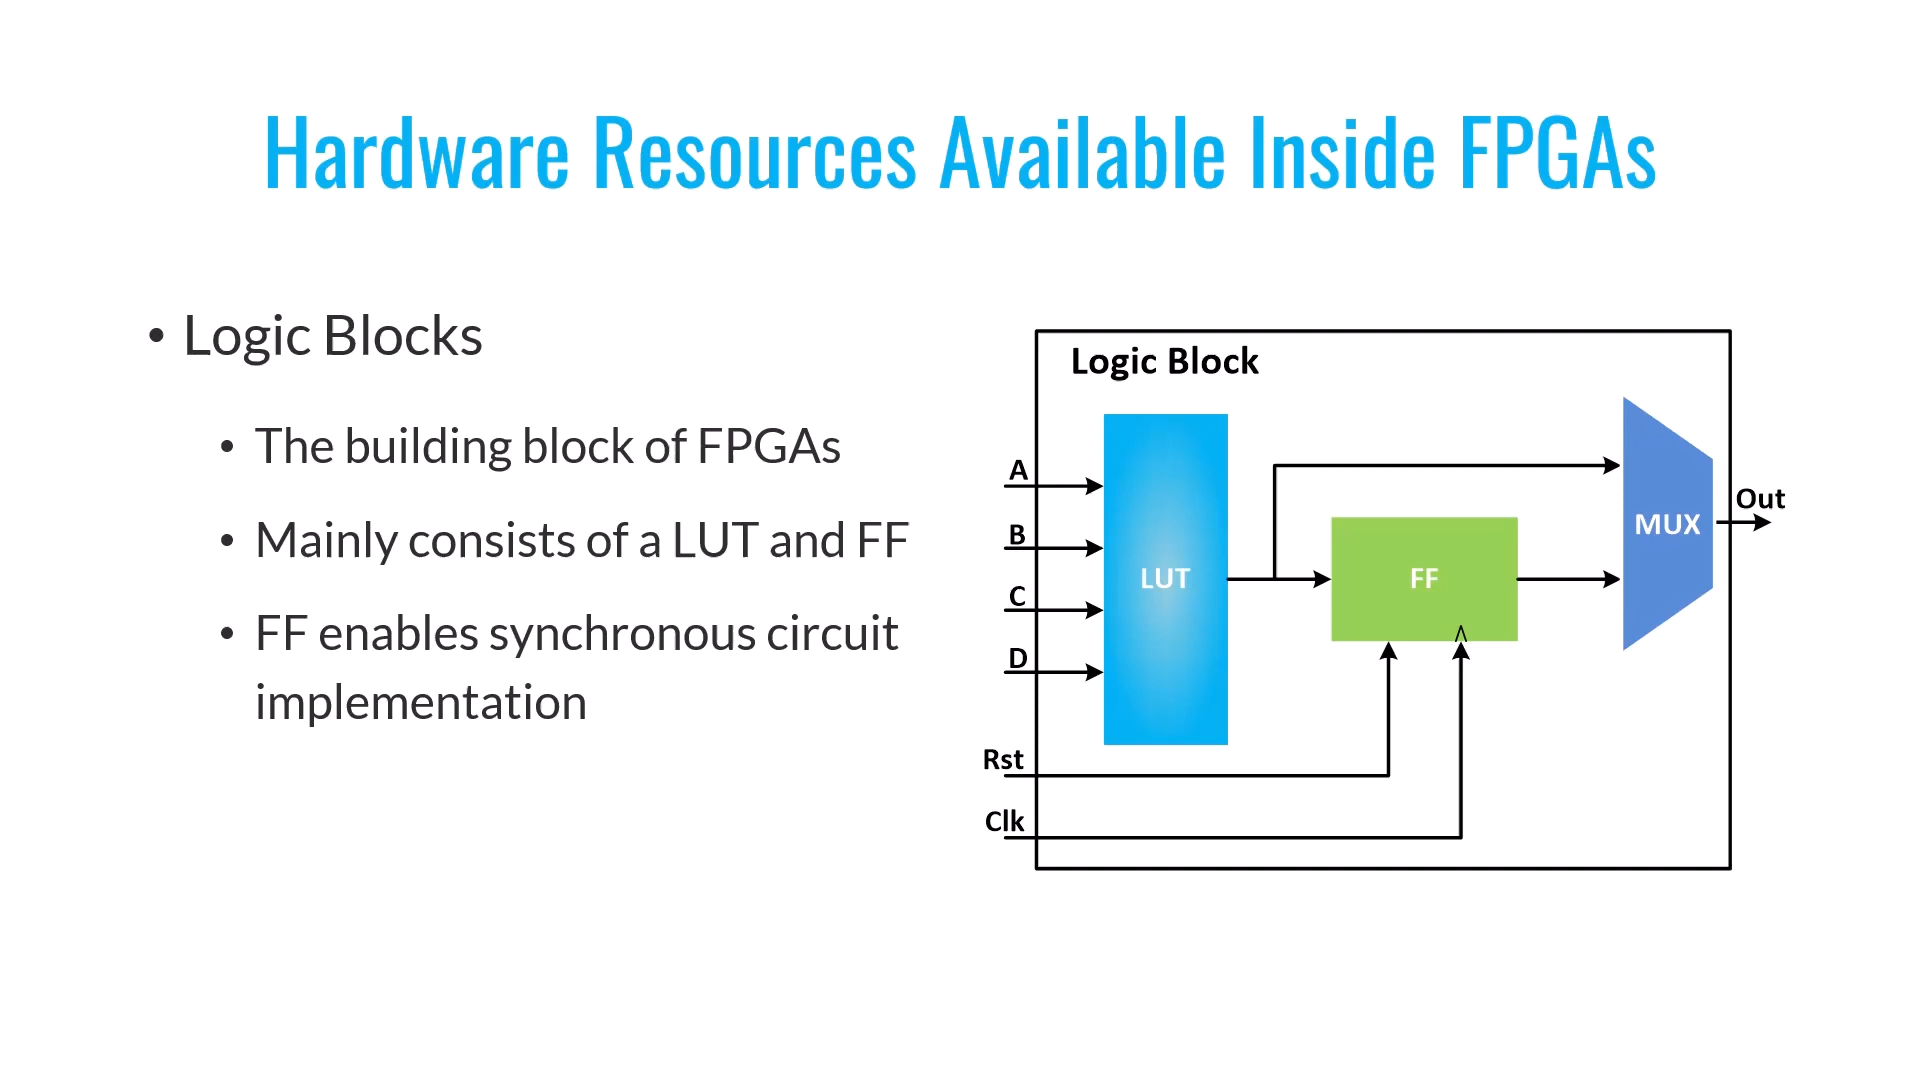 Hardware Resources Available Inside FPGAs
• Logic Blocks
• The building block of FPGAs
• Mainly consists of a LUT and FF
• FF enables synchronous circuit
implementation
Logic Block
A
B
C
D
Rst
Clk
LUT
FF
MUX
Out